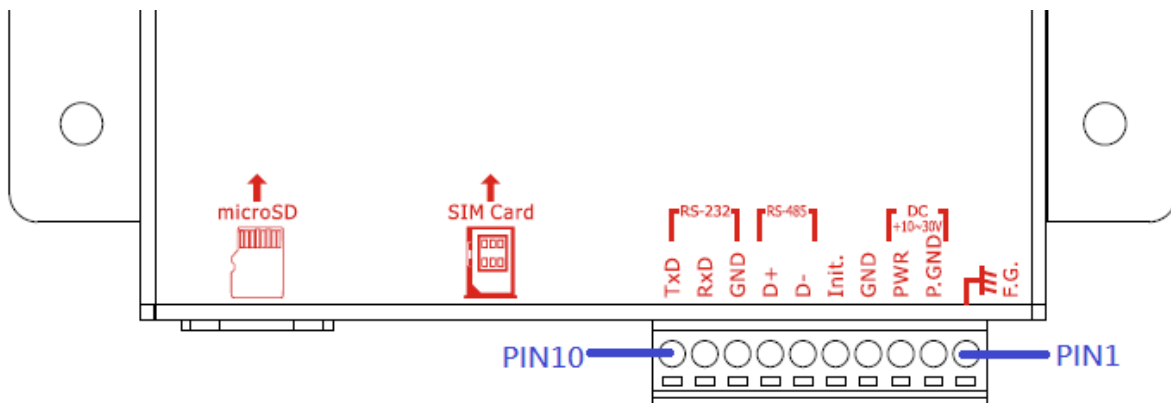 microSD
SIM Card
RS-232
RS-485
DC
+10~30V
TxD
RxD
GND
D+
D-
Init.
GND
PWR
P.GND
F.G.
PIN10
PIN1